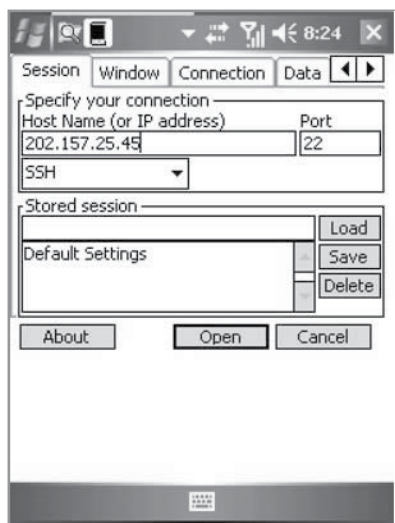 8:24
Session Window Connection Data
Specify your connection
Host Name (or IP address) Port
202.157.25.45 22
SSH
Stored session
Load
Default Settings Save
Delete
About Open Cancel